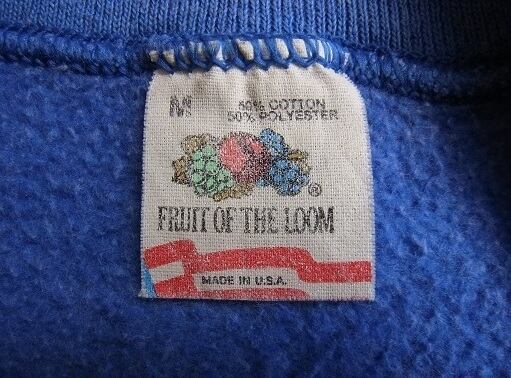 M
50% COTTON
50% POLYESTER
®
FRUIT OF THE LOOM
MADE IN U.S.A.